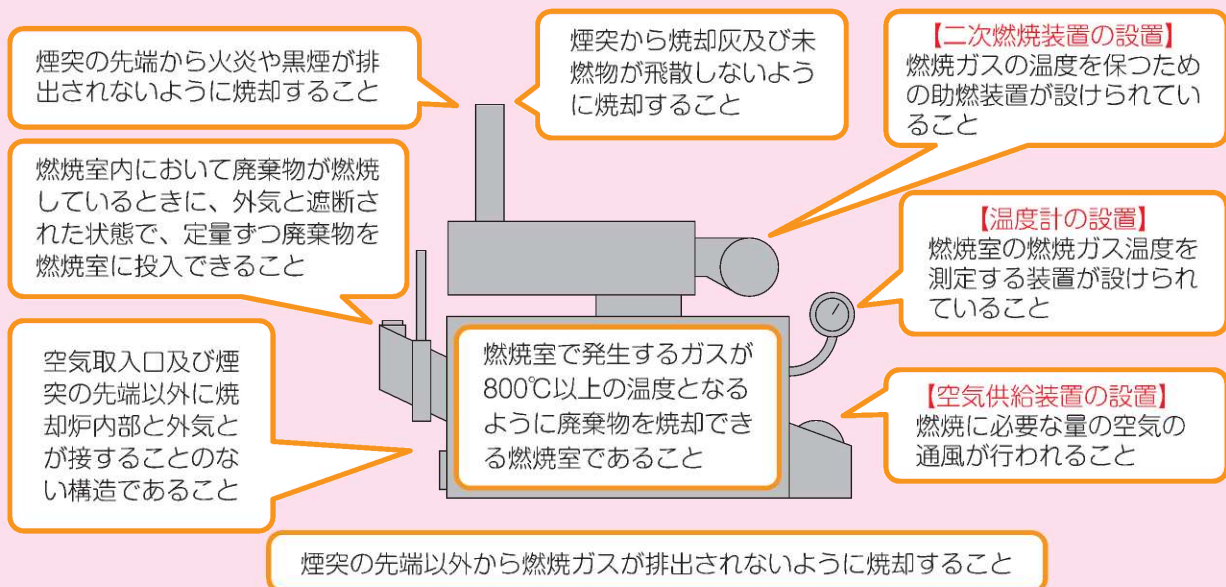 煙突の先端から火炎や黒煙が排
出されないように焼却すること
煙突から焼却灰及び未
燃物が飛散しないよう
に焼却すること
【二次燃焼装置の設置】
燃焼ガスの温度を保つため
の助燃装置が設けられてい
ること
燃焼室内において廃棄物が燃焼
しているときに、外気と遮断さ
れた状態で、定量ずつ廃棄物を
燃焼室に投入できること
【温度計の設置】
燃焼室の燃焼ガス温度を
測定する装置が設けられ
ていること
空気取入口及び煙
突の先端以外に焼
却炉内部と外気と
が接することのな
い構造であること
燃焼室で発生するガスが
800℃以上の温度となる
ように廃棄物を焼却でき
る燃焼室であること
【空気供給装置の設置】
燃焼に必要な量の空気の
通風が行われること
煙突の先端以外から燃焼ガスが排出されないように焼却すること